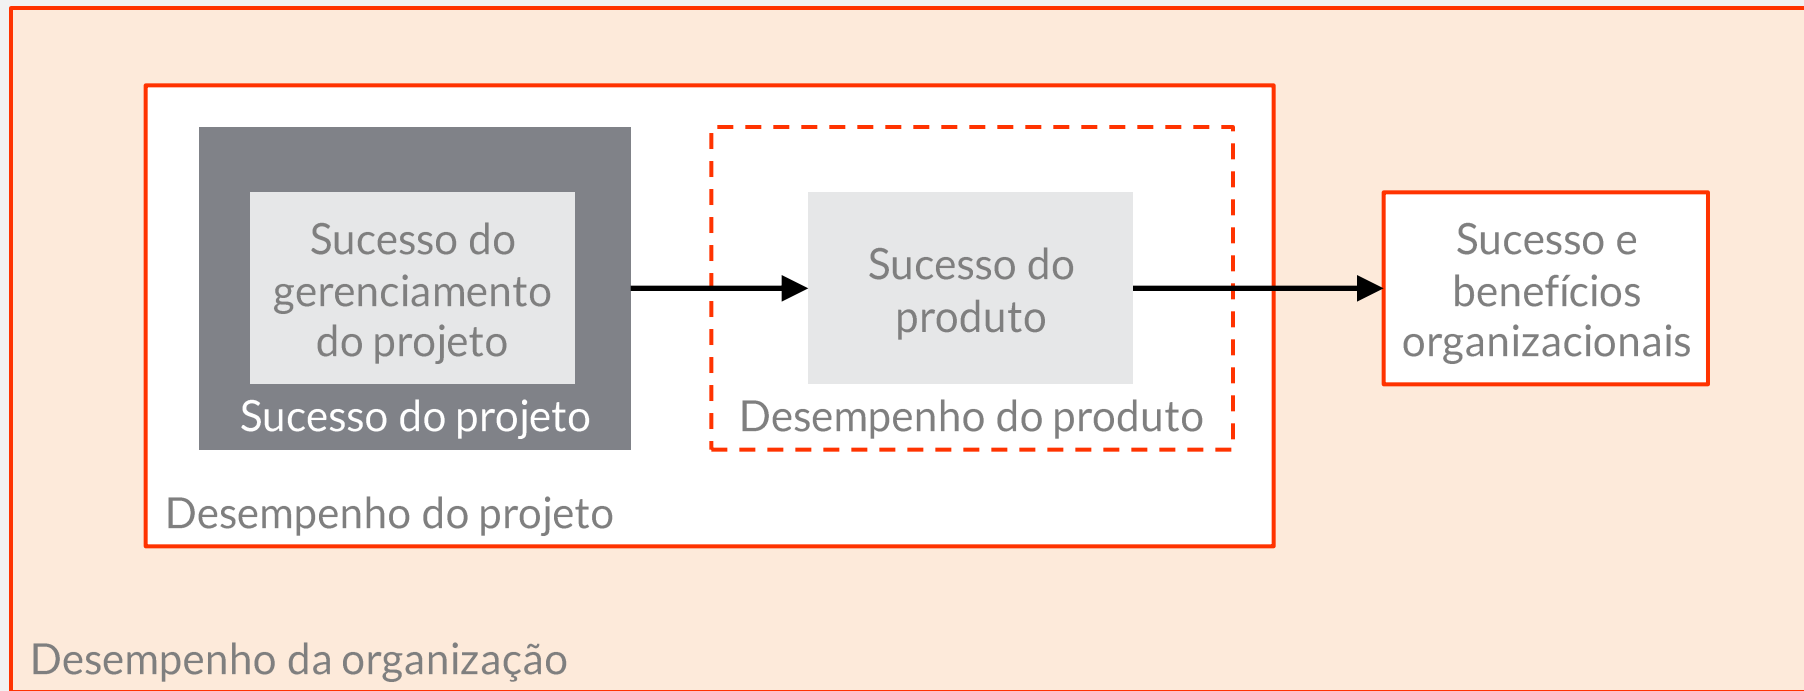 Sucesso do
gerenciamento
do projeto
Sucesso do projeto
Sucesso do
produto
Desempenho do produto
Sucesso e
benefícios
organizacionais
Desempenho do projeto
Desempenho da organização